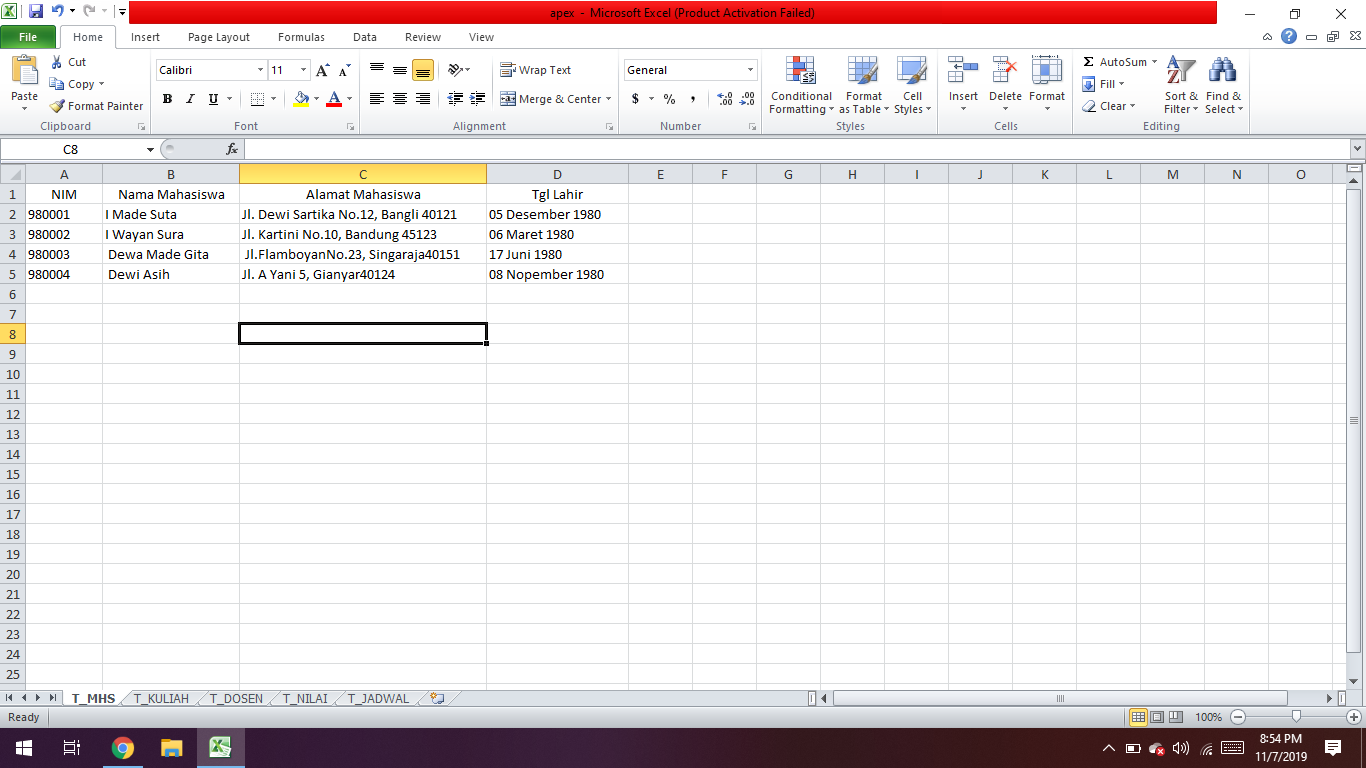 apex - Microsoft Excel (Product Activation Failed)
File Home Insert Page Layout Formulas Data Review View
Paste Cut Copy Format Painter
Clipboard
Calibri 11
B I U
Font
Wrap Text
Merge & Center
Alignment
General
$ % ,
Number
Conditional Formatting Format as Table Cell Styles
Styles
Insert Delete Format
Cells
Σ AutoSum Fill Clear Sort & Filter Find & Select
Editing
C8 fx
A B C D E F G H I J K L M N O
1 NIM Nama Mahasiswa Alamat Mahasiswa Tgl Lahir
2 980001 I Made Suta Jl. Dewi Sartika No.12, Bangli 40121 05 Desember 1980
3 980002 I Wayan Sura Jl. Kartini No.10, Bandung 45123 06 Maret 1980
4 980003 Dewa Made Gita Jl.FlamboyanNo.23, Singaraja40151 17 Juni 1980
5 980004 Dewi Asih Jl. A Yani 5, Gianyar40124 08 Nopember 1980
6
7
8
9
10
11
12
13
14
15
16
17
18
19
20
21
22
23
24
25
T_MHS T_KULIAH T_DOSEN T_NILAI T_JADWAL
Ready 100%
8:54 PM
11/7/2019